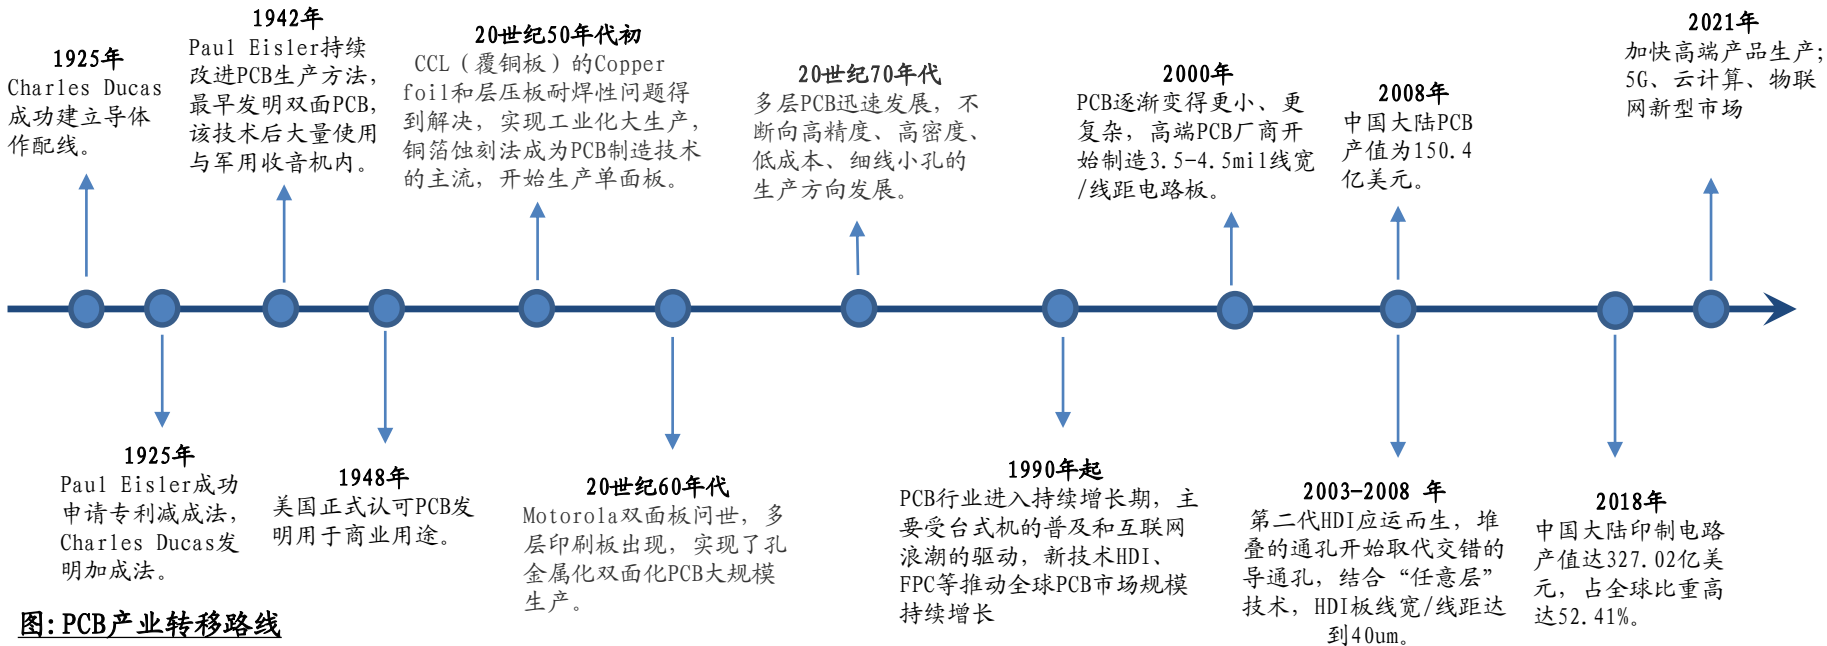 1925年
Charles Ducas
成功建立导体
作配线。
1942年
Paul Eisler持续
改进PCB生产方法,
最早发明双面PCB,
该技术后大量使用
与军用收音机内。
20世纪50年代初
CCL（覆铜板）的Copper
foil和层压板耐焊性问题得
到解决，实现工业化大生产,
铜箔蚀刻法成为PCB制造技术
的主流，开始生产单面板。
20世纪70年代
多层PCB迅速发展，不
断向高精度、高密度、
低成本、细线小孔的
生产方向发展。
2000年
PCB逐渐变得更小、更
复杂，高端PCB厂商开
始制造3.5-4.5mil线宽
/线距电路板。
2008年
中国大陆PCB
产值为150.4
亿美元。
2021年
加快高端产品生产;
5G、云计算、物联
网新型市场
1925年
Paul Eisler成功
申请专利减成法,
Charles Ducas发
明加成法。
1948年
美国正式认可PCB发
明用于商业用途。
20世纪60年代
Motorola双面板问世，多
层印刷板出现，实现了孔
金属化双面化PCB大规模
生产。
1990年起
PCB行业进入持续增长期，主
要受台式机的普及和互联网
浪潮的驱动，新技术HDI、
FPC等推动全球PCB市场规模
持续增长
2003-2008 年
第二代HDI应运而生，堆
叠的通孔开始取代交错的
导通孔，结合“任意层”
技术，HDI板线宽/线距达
到40um。
2018年
中国大陆印制电路
产值达327.02亿美
元，占全球比重高
达52.41%。
图:PCB产业转移路线